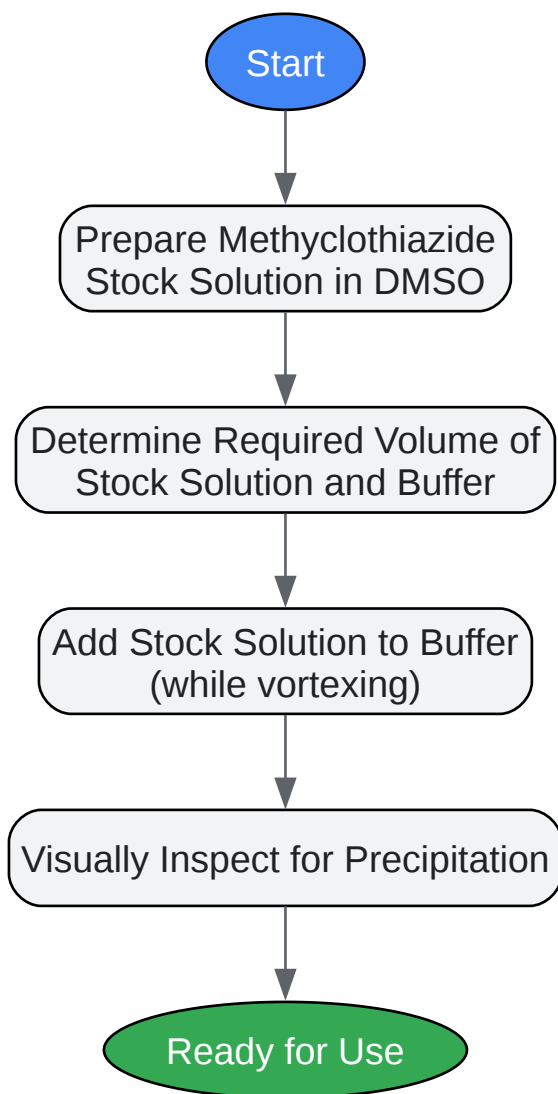 Start
Prepare Methyclothiazide
Stock Solution in DMSO
Determine Required Volume of
Stock Solution and Buffer
Add Stock Solution to Buffer
(while vortexing)
Visually Inspect for Precipitation
Ready for Use